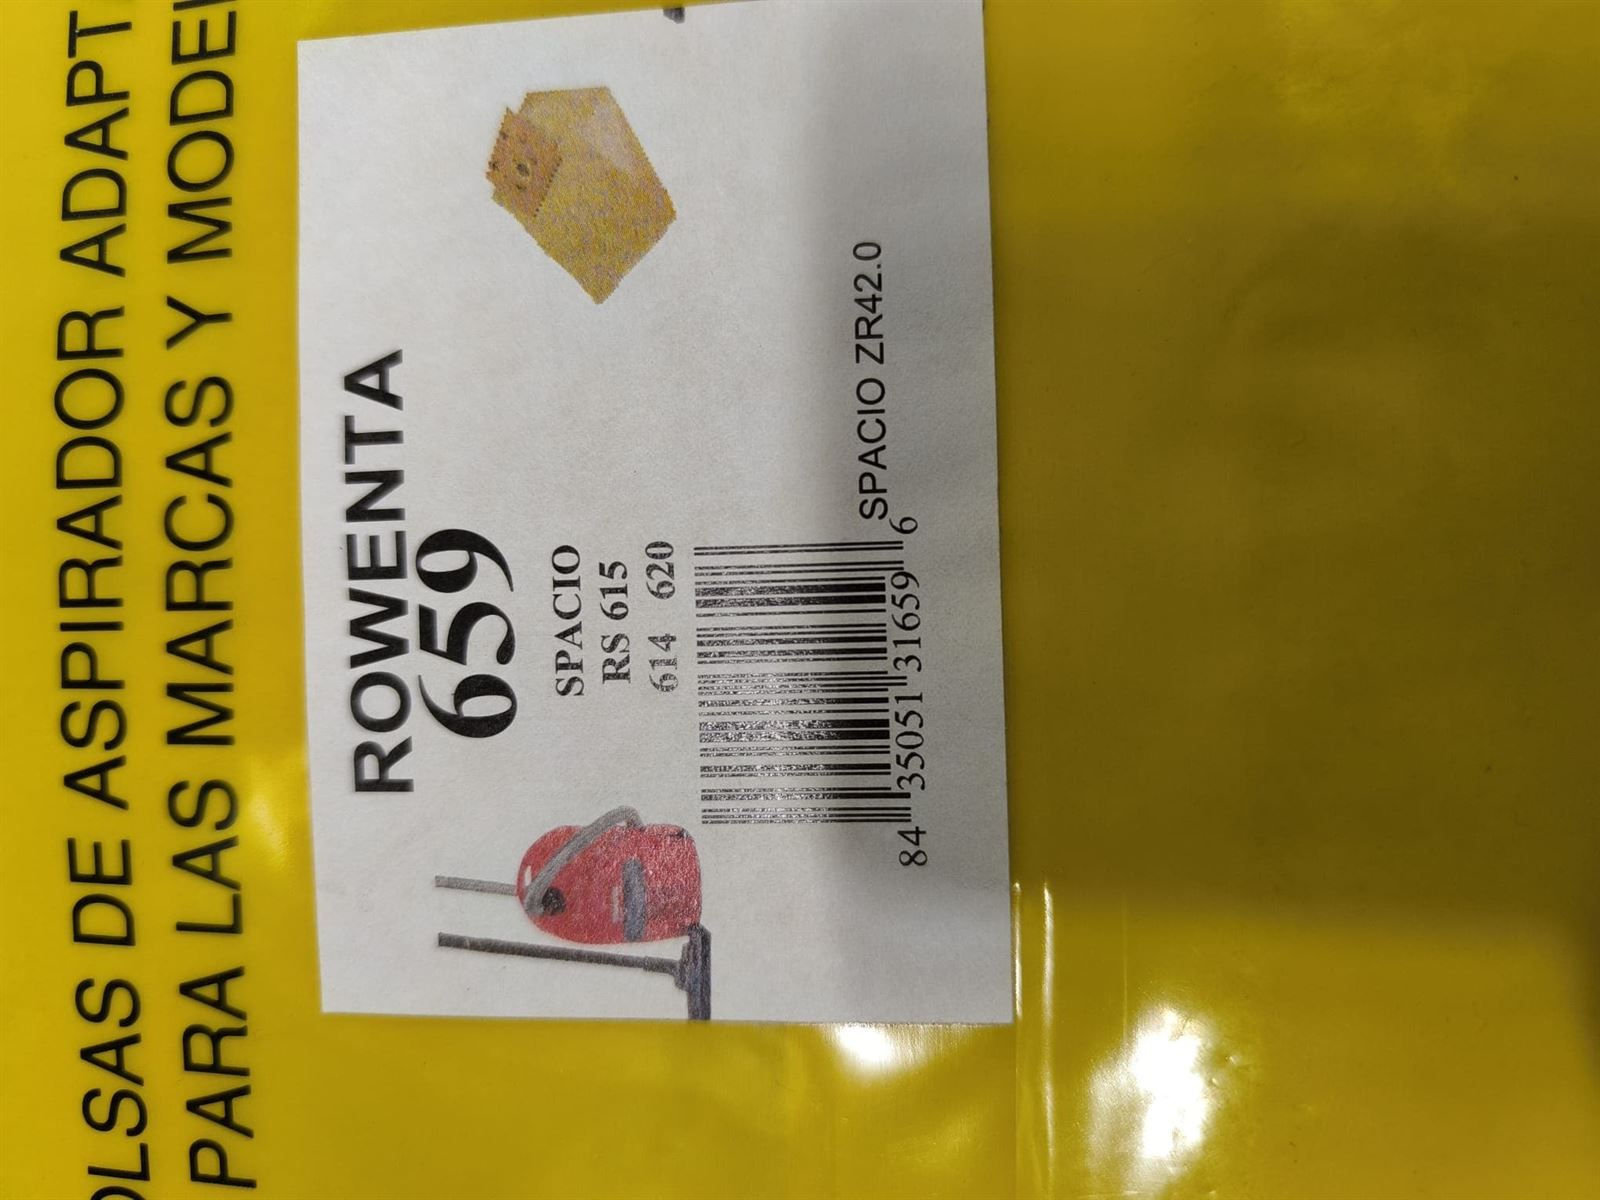 OLSAS DE ASPIRADOR ADAPT
PARA LAS MARCAS Y MODE
ROWENTA
659
SPACIO
RS 615
614 620
84 35051 31659 6
SPACIO ZR42.0